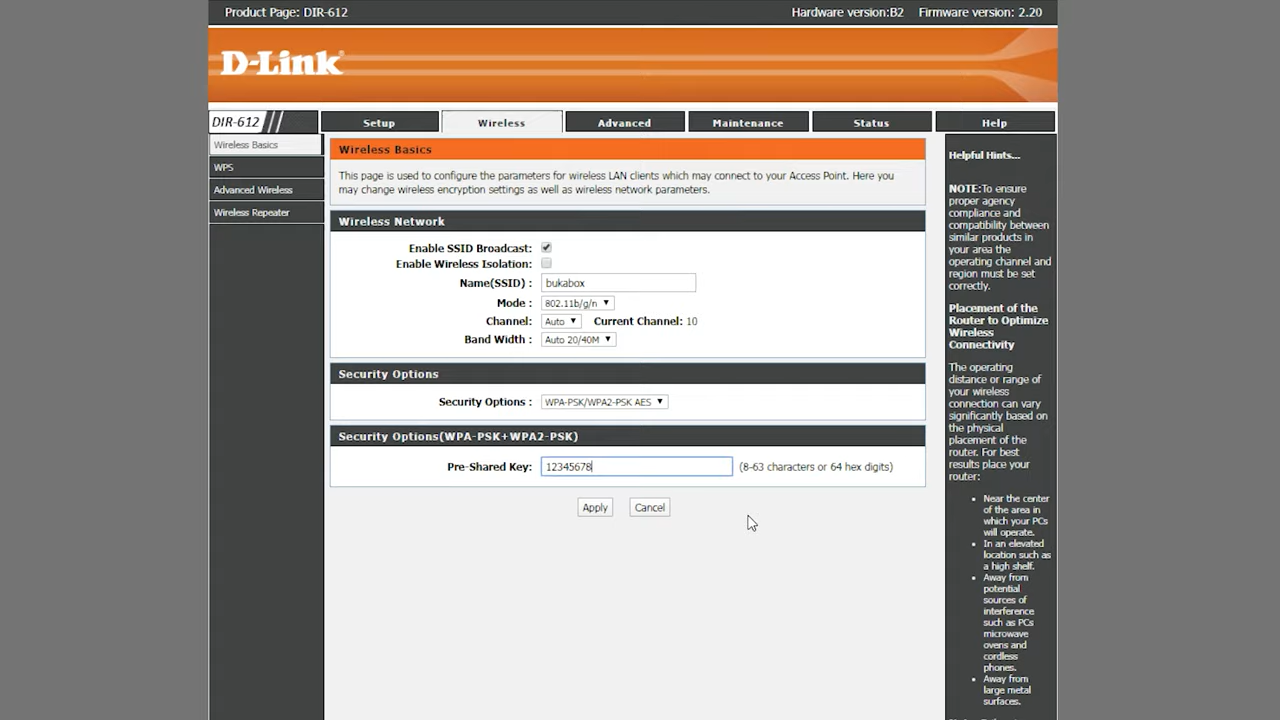 Product Page: DIR-612
Hardware version:B2 Firmware version: 2.20
D-Link
DIR-612
Setup
Wireless
Advanced
Maintenance
Status
Help
Wireless Basics
WPS
Advanced Wireless
Wireless Repeater
Wireless Basics
This page is used to configure the parameters for wireless LAN clients which may connect to your Access Point. Here you
may change wireless encryption settings as well as wireless network parameters.
Wireless Network
Enable SSID Broadcast:
Enable Wireless Isolation:
Name(SSID) : bukabox
Mode : 802.11b/g/n
Channel: Auto Current Channel: 10
Band Width : Auto 20/40M
Security Options
Security Options : WPA-PSK/WPA2-PSK AES
Security Options(WPA-PSK+WPA2-PSK)
Pre-Shared Key: 12345678 (8-63 characters or 64 hex digits)
Apply Cancel
Helpful Hints...
NOTE:To ensure
proper agency
compliance and
compatibility between
similar products in
your area the
operating channel and
region must be set
correctly.
Placement of the
Router to Optimize
Wireless
Connectivity
The operating
distance or range of
your wireless
connection can vary
significantly based on
the physical
placement of the
router. For best
results place your
router:
Near the center
of the area in
which your PCs
will operate.
In an elevated
location such as
a high shelf.
Away from
potential
sources of
interference
such as PCs
microwave
ovens and
cordless
phones.
Away from
large metal
surfaces.